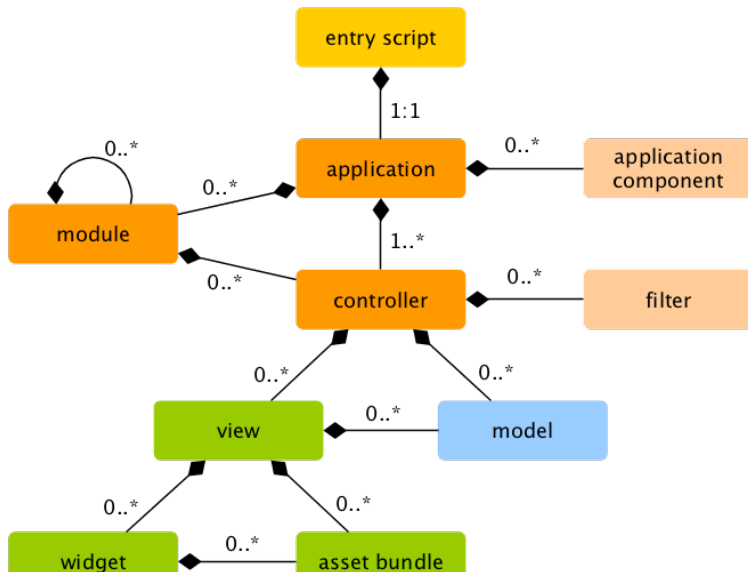 entry script
1:1
0..*
0..*
application
0..*
application
component
module
1..*
0..*
controller
0..*
filter
0..*
0..*
view
0..*
model
0..*
0..*
widget
0..*
asset bundle